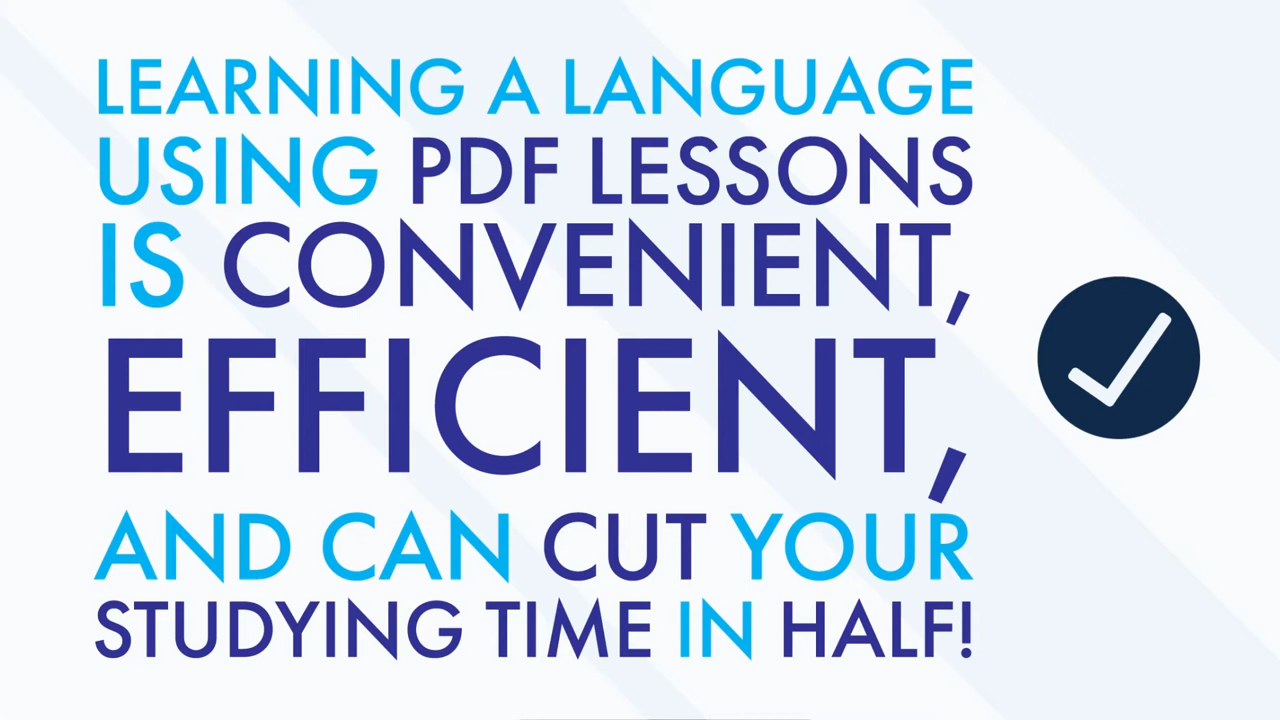 LEARNING A LANGUAGE
USING PDF LESSONS
IS CONVENIENT,
EFFICIENT,
AND CAN CUT YOUR
STUDYING TIME IN HALF!